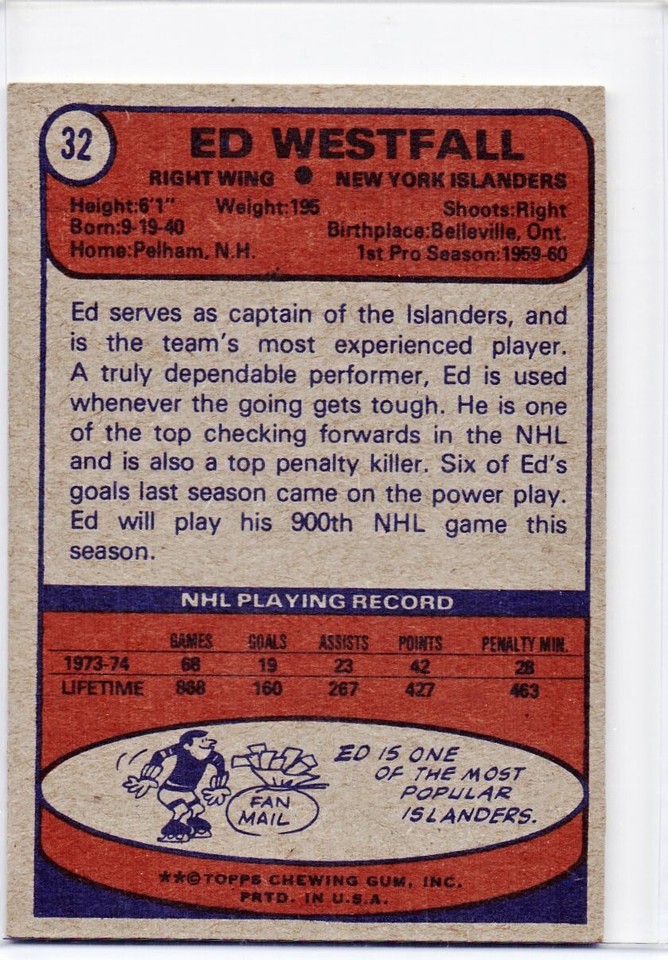 32
ED WESTFALL
RIGHT WING ● NEW YORK ISLANDERS
Height:6'1" Weight:195 Shoots:Right
Born:9-19-40 Birthplace:Belleville, Ont.
Home:Pelham, N.H. 1st Pro Season:1959-60
Ed serves as captain of the Islanders, and
is the team's most experienced player.
A truly dependable performer, Ed is used
whenever the going gets tough. He is one
of the top checking forwards in the NHL
and is also a top penalty killer. Six of Ed's
goals last season came on the power play.
Ed will play his 900th NHL game this
season.
NHL PLAYING RECORD
GAMES GOALS ASSISTS POINTS PENALTY MIN.
1973-74 68 19 23 42 28
LIFETIME 868 160 267 427 463
FAN
MAIL
ED IS ONE
OF THE MOST
POPULAR
ISLANDERS.
**©TOPPS CHEWING GUM, INC.
PRTD. IN U.S.A.